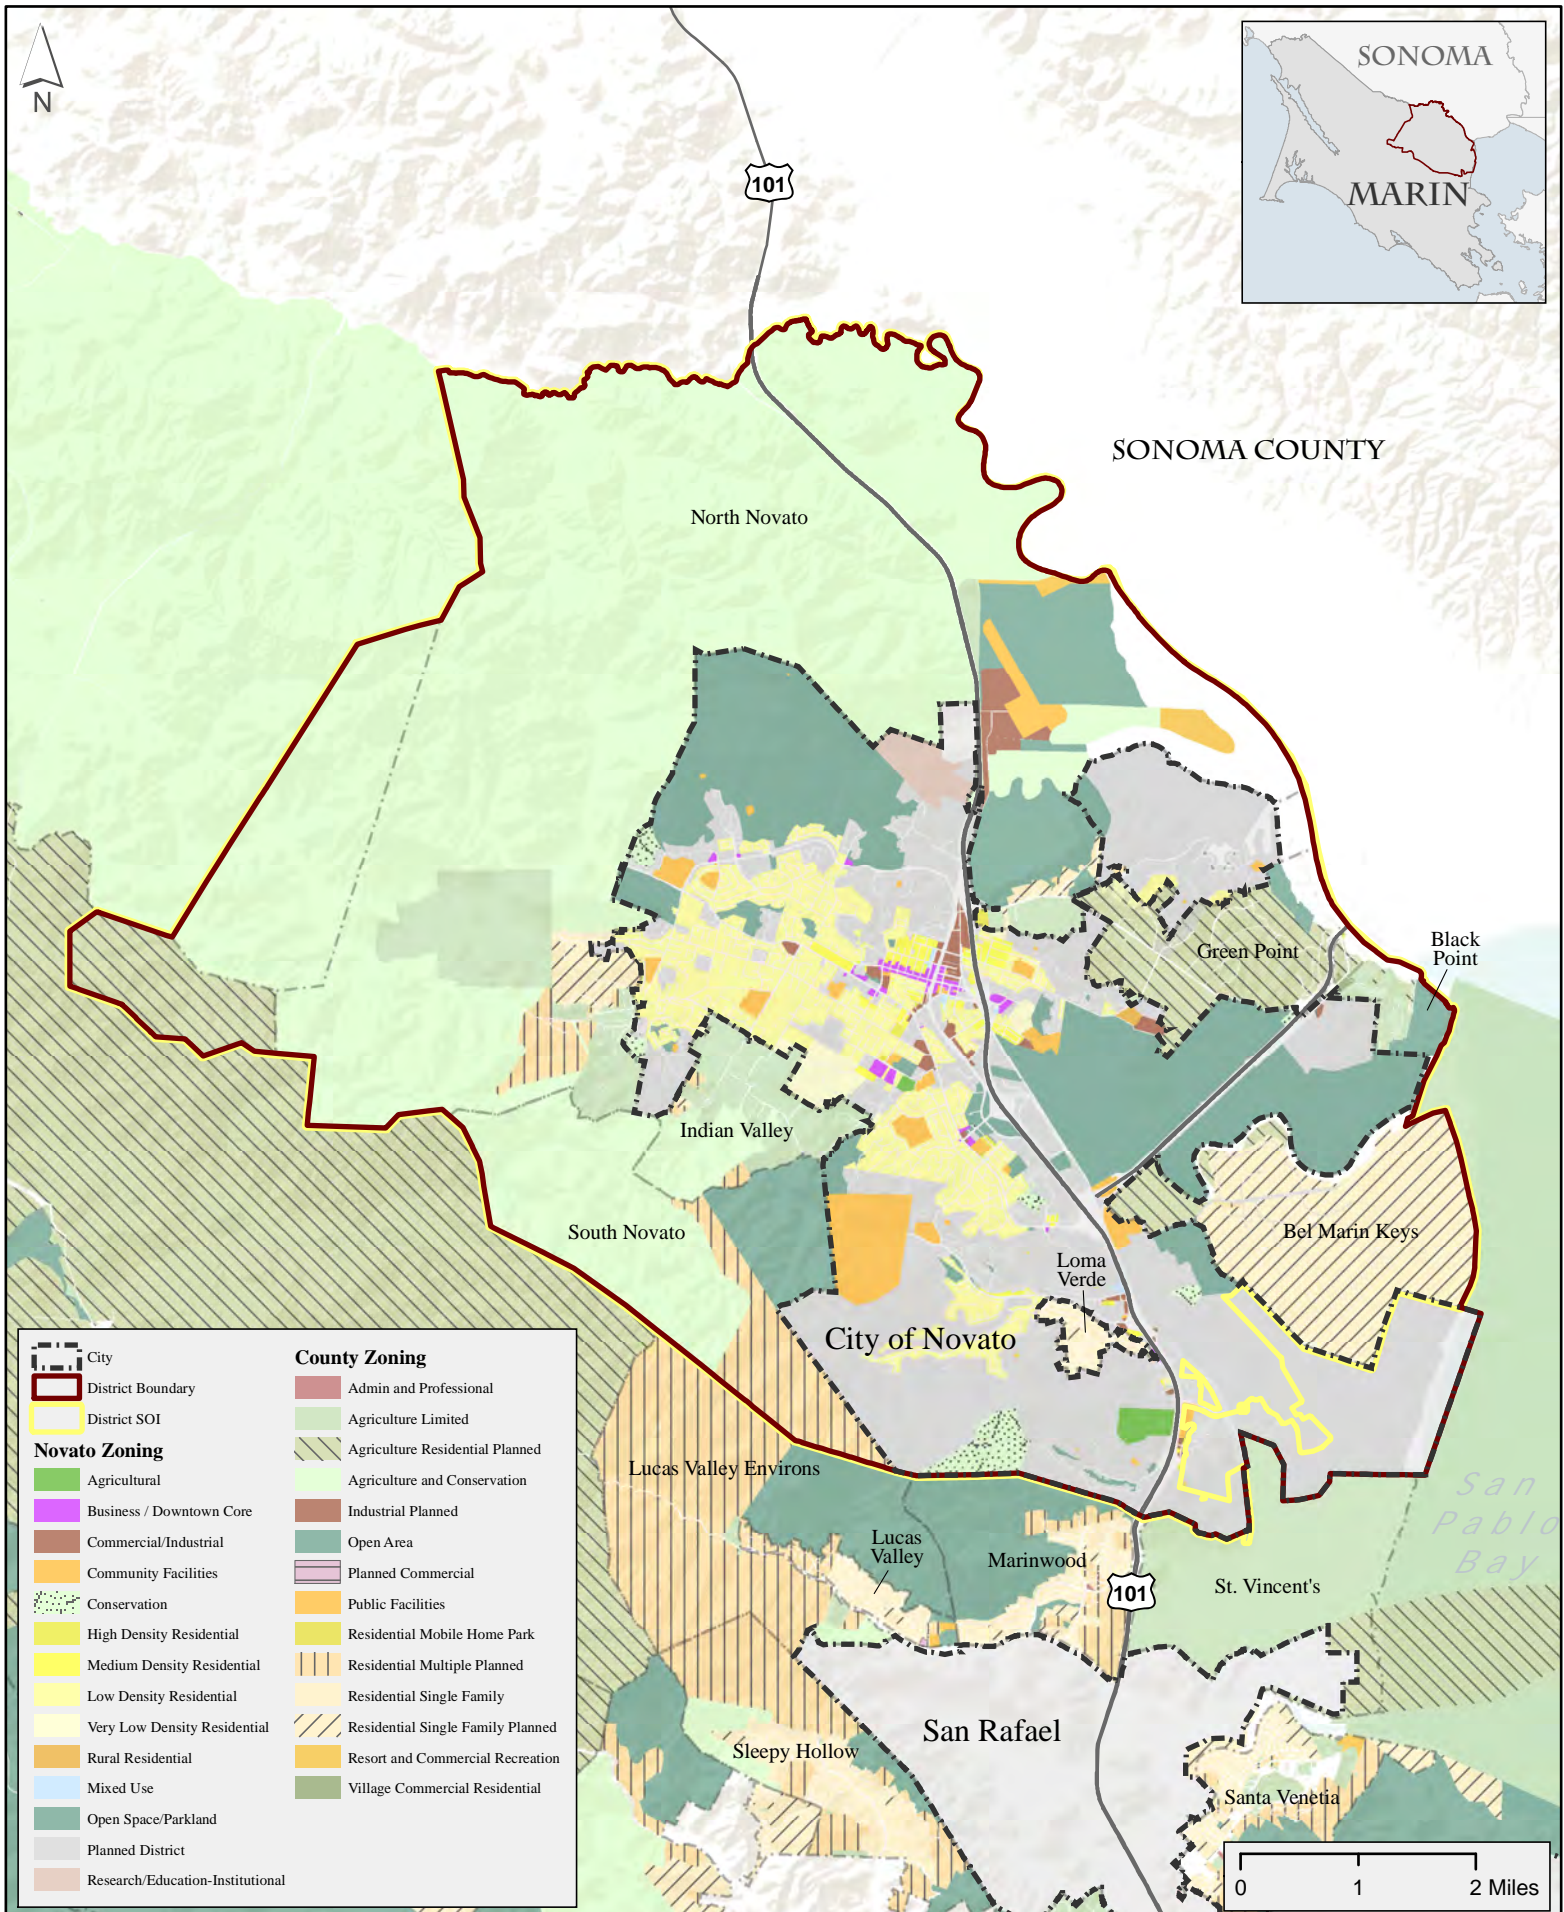 N
SONOMA
MARIN
101
SONOMA COUNTY
North Novato
Green Point
Black
Point
Indian Valley
South Novato
Bel Marin Keys
Loma
Verde
City of Novato
Lucas Valley Environs
Lucas
Valley
Marinwood
101
St. Vincent's
San
Pablo
Bay
San Rafael
Sleepy Hollow
Santa Venetia
City
District Boundary
District SOI
Novato Zoning
Agricultural
Business / Downtown Core
Commercial/Industrial
Community Facilities
Conservation
High Density Residential
Medium Density Residential
Low Density Residential
Very Low Density Residential
Rural Residential
Mixed Use
Open Space/Parkland
Planned District
Research/Education-Institutional
County Zoning
Admin and Professional
Agriculture Limited
Agriculture Residential Planned
Agriculture and Conservation
Industrial Planned
Open Area
Planned Commercial
Public Facilities
Residential Mobile Home Park
Residential Multiple Planned
Residential Single Family
Residential Single Family Planned
Resort and Commercial Recreation
Village Commercial Residential
0 1 2 Miles